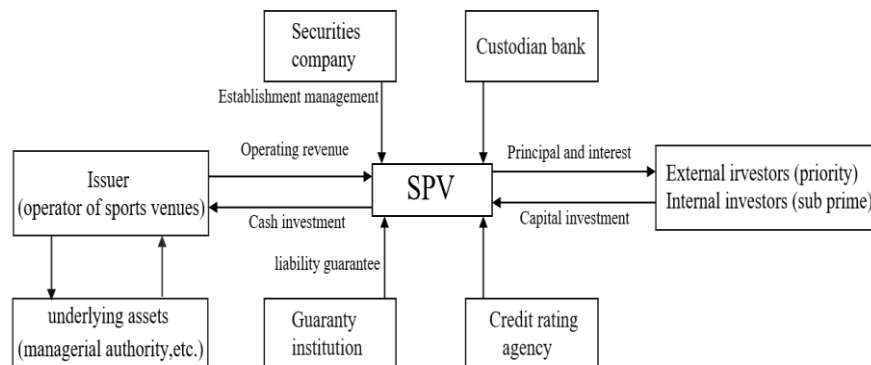 Securities
company
Custodian bank
Establishment management
Operating revenue
Principal and interest
Issuer
(operator of sports venues)
SPV
External irvestors (priority)
Internal investors (sub prime)
Cash investment
Capital investment
liability guarantee
underlying assets
(managerial authority,etc.)
Guaranty
institution
Credit rating
agency